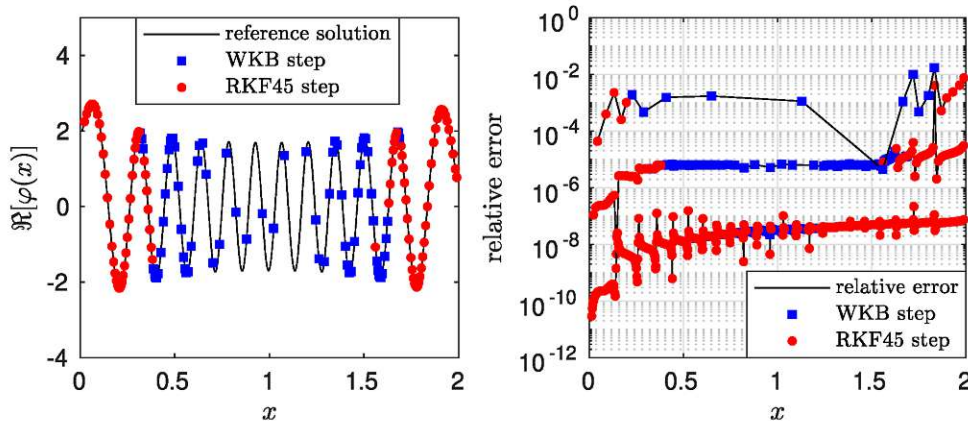 reference solution
WKB step
RKF45 step
4
2
0
-2
-4
0
0.5
1
1.5
2
x
ℜ[φ(x)]
10^0
10^-2
10^-4
10^-6
10^-8
10^-10
10^-12
0
0.5
1
1.5
2
x
relative error
relative error
WKB step
RKF45 step